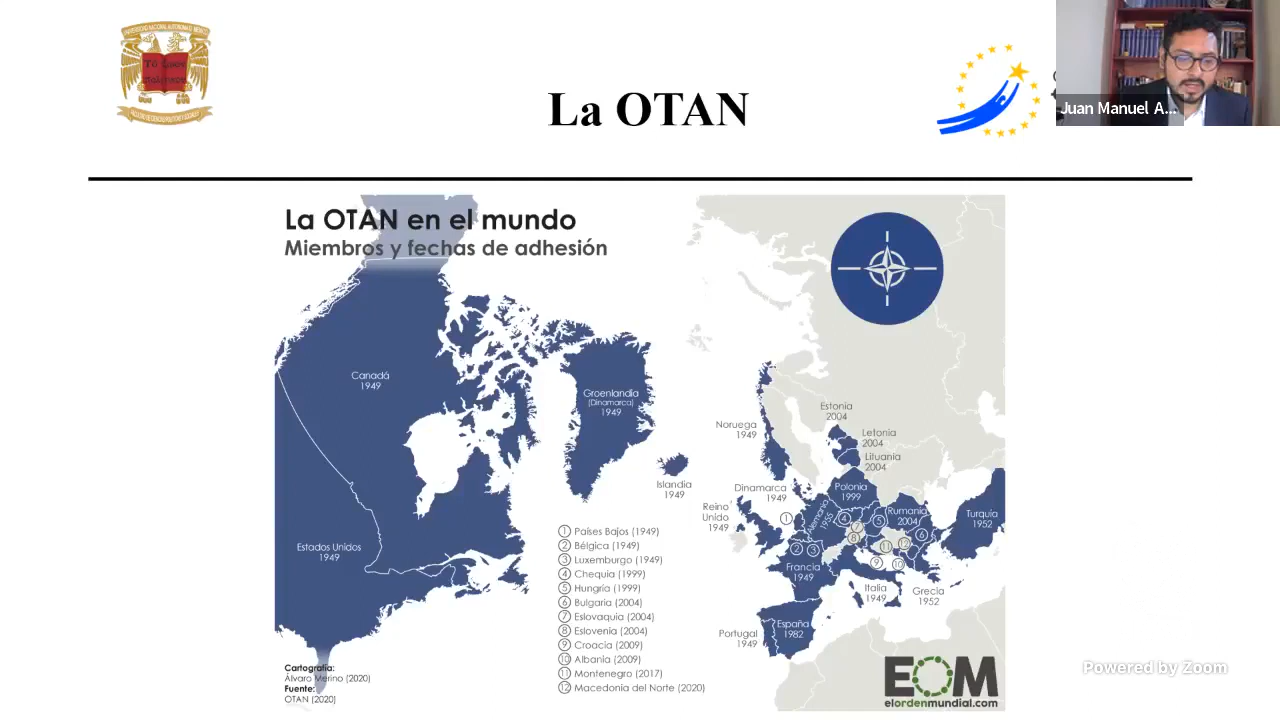 La OTAN
Juan Manuel A...
La OTAN en el mundo
Miembros y fechas de adhesión
Canadá
1949
Groenlandia
(Dinamarca)
1949
Estados Unidos
1949
Islandia
1949
Noruega
1949
Estonia
2004
Letonia
2004
Lituania
2004
Dinamarca
1949
Polonia
1999
Reino
Unido
1949
Alemania
1955
Rumanía
2004
Turquía
1952
Francia
1949
Italia
1949
Grecia
1952
España
1982
Portugal
1949
1 Países Bajos (1949)
2 Bélgica (1949)
3 Luxemburgo (1949)
4 Chequia (1999)
5 Hungría (1999)
6 Bulgaria (2004)
7 Eslovaquia (2004)
8 Eslovenia (2004)
9 Croacia (2009)
10 Albania (2009)
11 Montenegro (2017)
12 Macedonia del Norte (2020)
Cartografía:
Álvaro Merino (2020)
Fuente:
OTAN (2020)
EOM
elordenmundial.com
Powered by Zoom